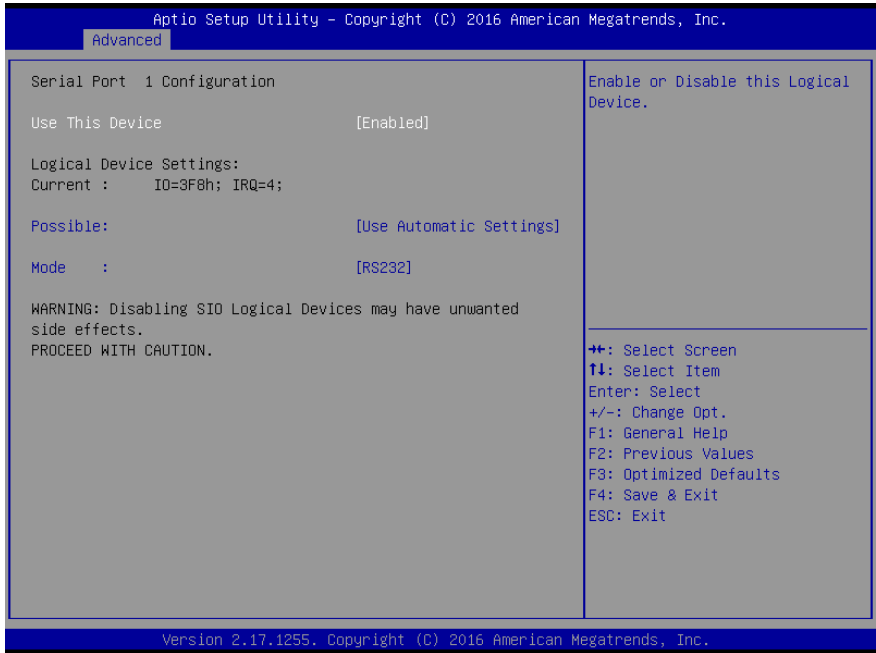 Aptio Setup Utility – Copyright (C) 2016 American Megatrends, Inc.
Advanced
Serial Port 1 Configuration
Use This Device [Enabled]
Logical Device Settings:
Current : IO=3F8h; IRQ=4;
Possible: [Use Automatic Settings]
Mode : [RS232]
WARNING: Disabling SIO Logical Devices may have unwanted
side effects.
PROCEED WITH CAUTION.
Enable or Disable this Logical
Device.
→←: Select Screen
↑↓: Select Item
Enter: Select
+/-: Change Opt.
F1: General Help
F2: Previous Values
F3: Optimized Defaults
F4: Save & Exit
ESC: Exit
Version 2.17.1255. Copyright (C) 2016 American Megatrends, Inc.